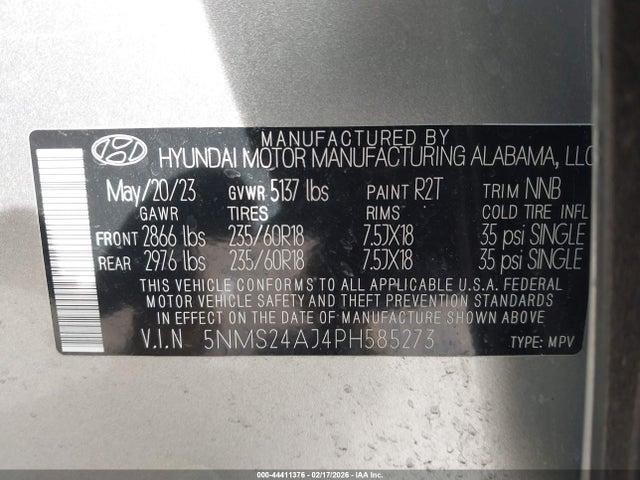 MANUFACTURED BY
HYUNDAI MOTOR MANUFACTURING ALABAMA, LLC
May/20/23 GVWR 5137 lbs PAINT R2T TRIM NNB
GAWR TIRES RIMS COLD TIRE INFL
FRONT 2866 lbs 235/60R18 7.5JX18 35 psi SINGLE
REAR 2976 lbs 235/60R18 7.5JX18 35 psi SINGLE
THIS VEHICLE CONFORMS TO ALL APPLICABLE U.S.A. FEDERAL
MOTOR VEHICLE SAFETY AND THEFT PREVENTION STANDARDS
IN EFFECT ON THE DATE OF MANUFACTURE SHOWN ABOVE
V.I.N 5NMS24AJ4PH585273 TYPE: MPV
000-44411376 - 02/17/2026 - IAA Inc.